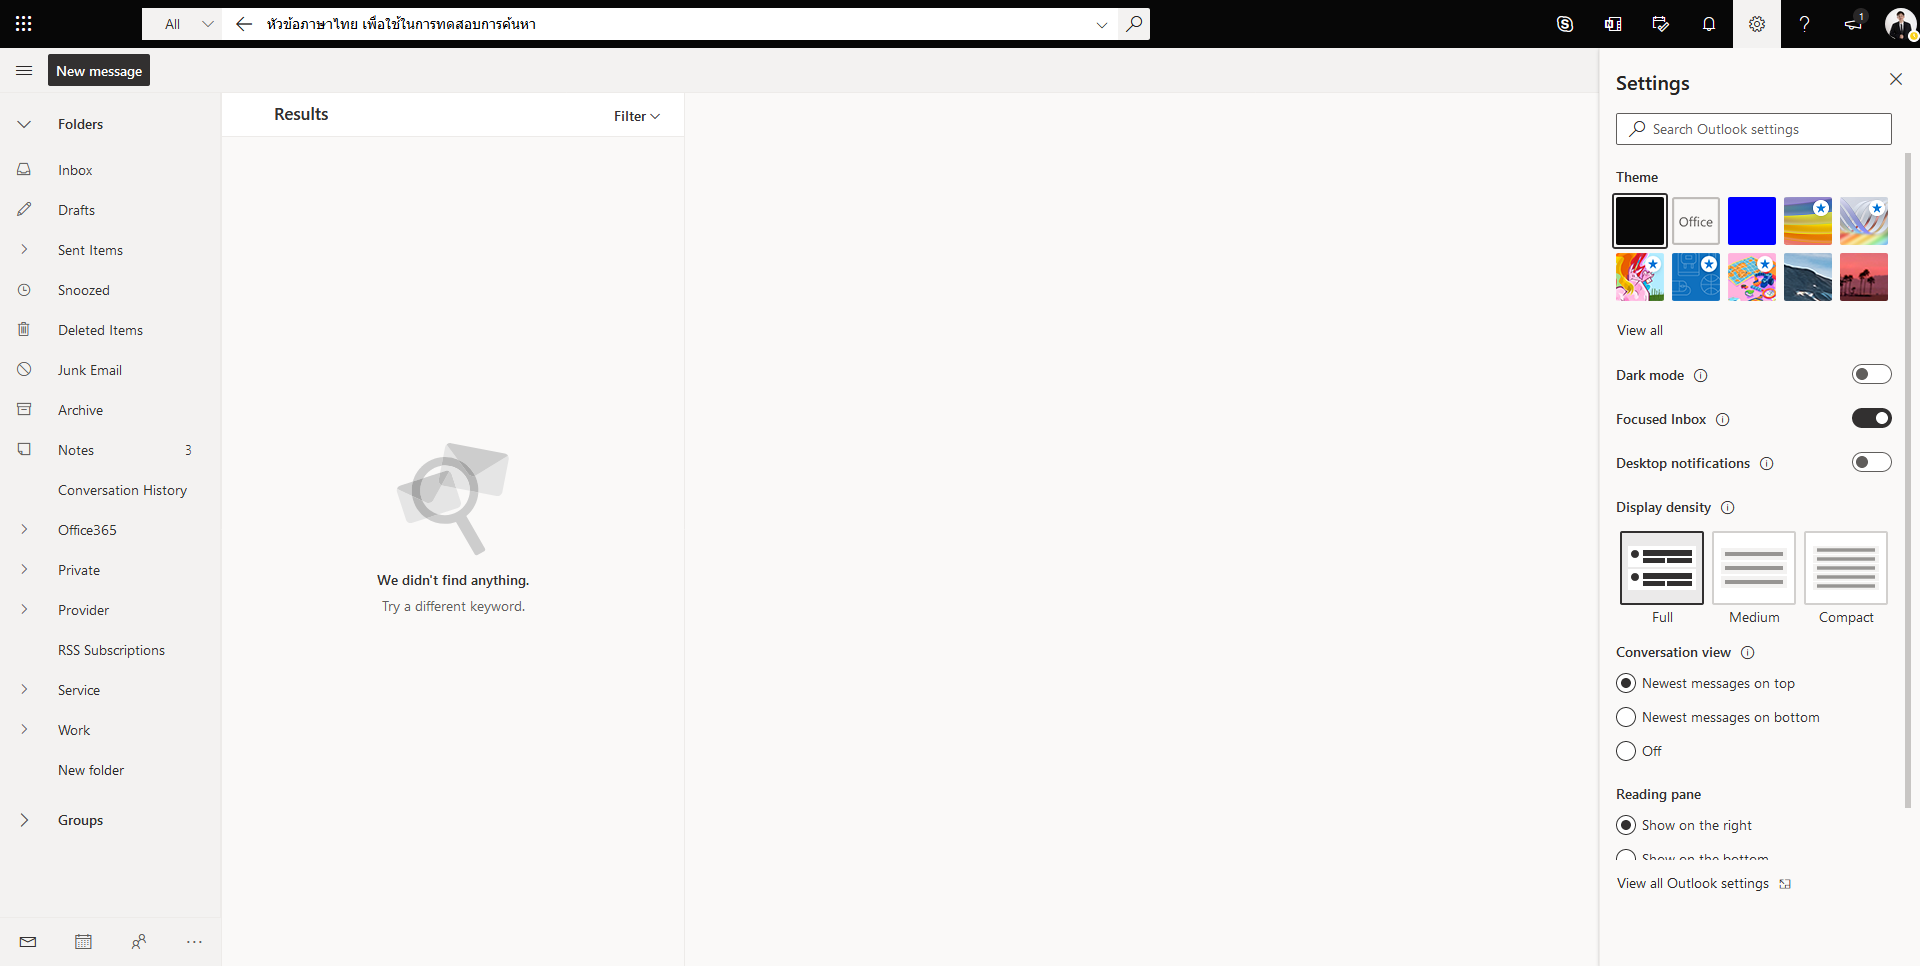 All
หัวข้อภาษาไทย เพื่อใช้ในการทดสอบการค้นหา
1
New message
Folders
Inbox
Drafts
Sent Items
Snoozed
Deleted Items
Junk Email
Archive
Notes 3
Conversation History
Office365
Private
Provider
RSS Subscriptions
Service
Work
New folder
Groups
Results
Filter
We didn't find anything.
Try a different keyword.
Settings
Search Outlook settings
Theme
Office
View all
Dark mode
Focused Inbox
Desktop notifications
Display density
Full Medium Compact
Conversation view
Newest messages on top
Newest messages on bottom
Off
Reading pane
Show on the right
Show on the bottom
View all Outlook settings